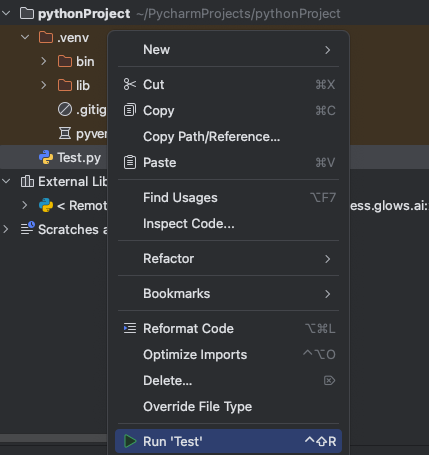 pythonProject ~/PycharmProjects/pythonProject
.venv
New
bin
Cut ⌘X
lib
Copy ⌘C
.gitig
Copy Path/Reference...
pyven
Paste ⌘V
Test.py
External Lib
Find Usages ⌥F7
< Remot
ess.glows.ai:
Inspect Code...
Scratches a
Refactor
Bookmarks
Reformat Code ⌥⌘L
Optimize Imports ^⌥O
Delete... ⌦
Override File Type
Run 'Test' ^⇧R